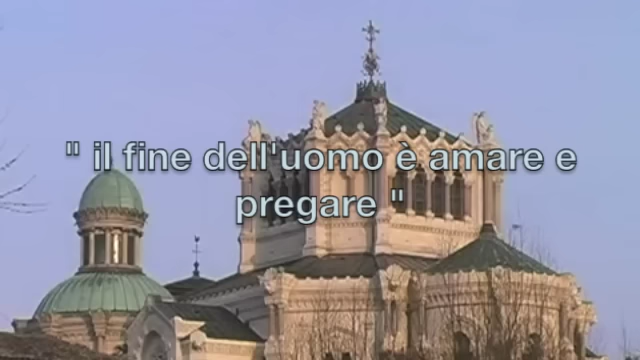 " il fine dell'uomo è amare e
pregare "